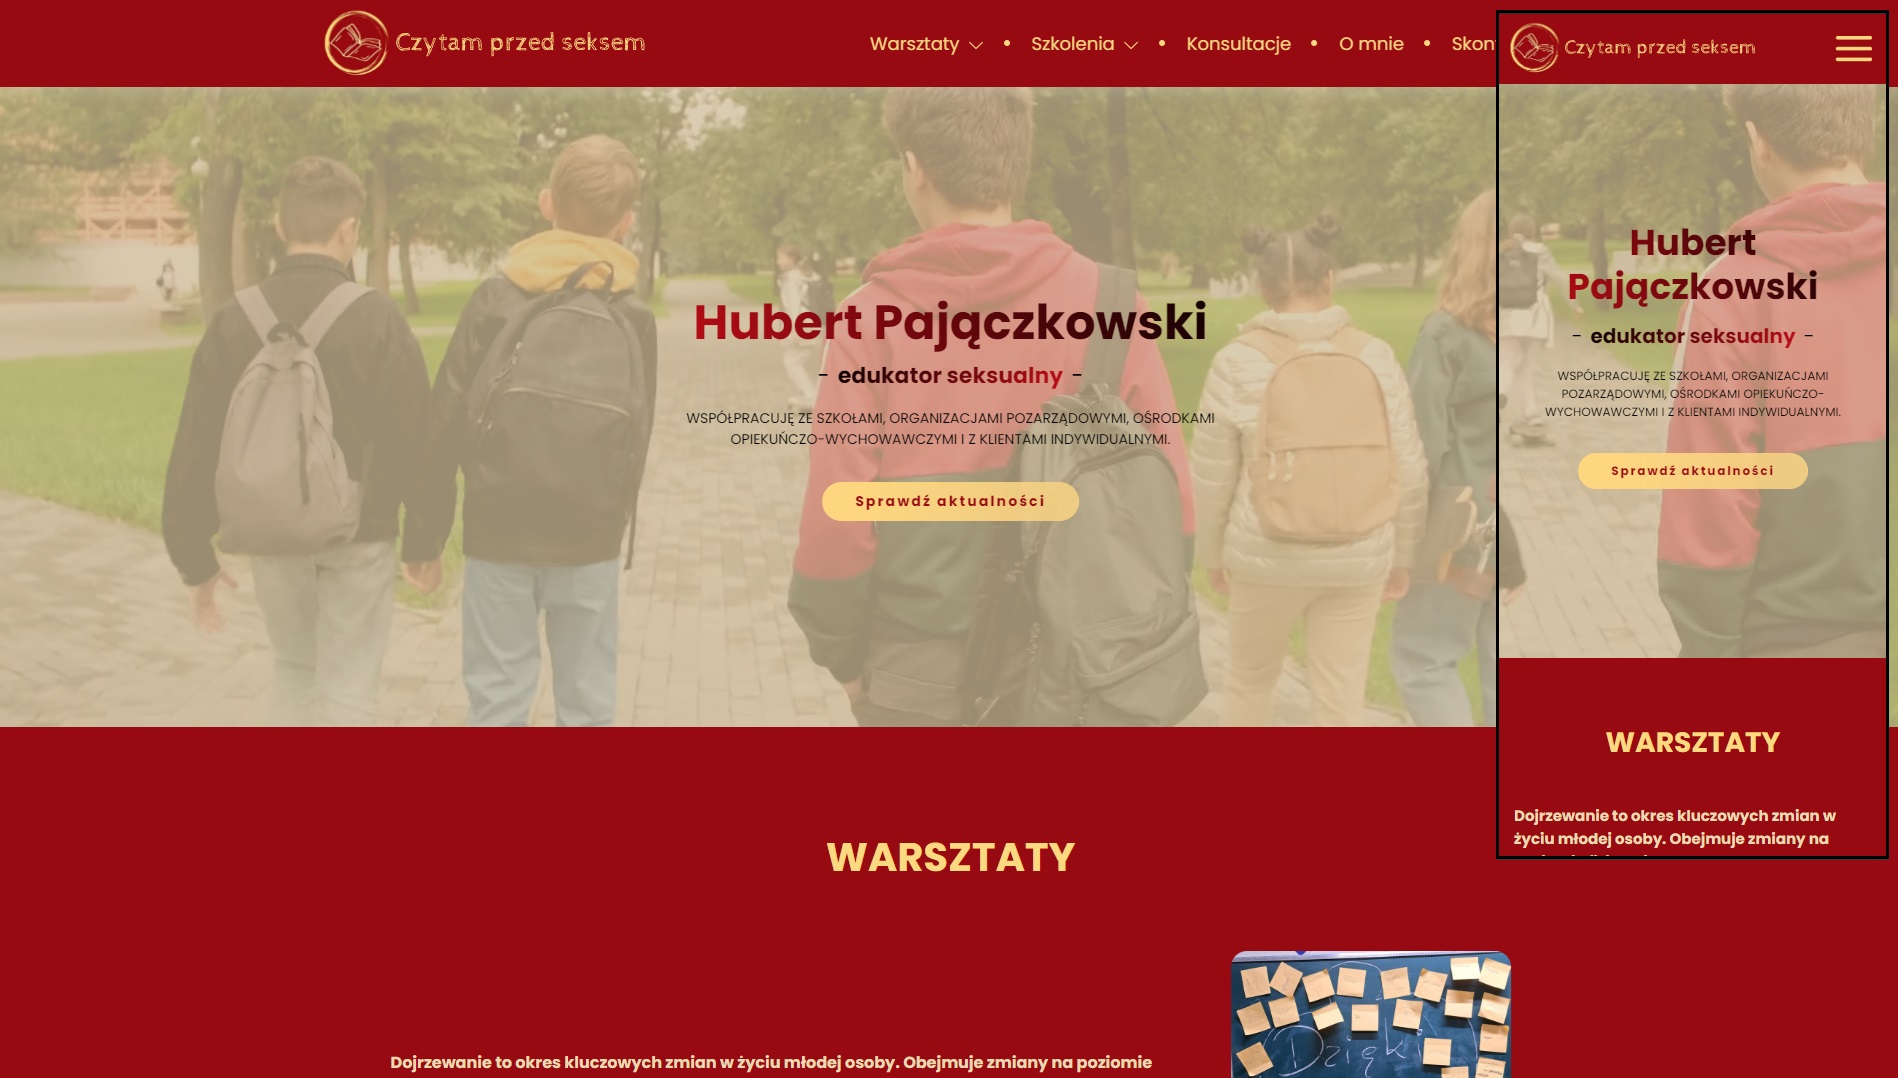 Czytam przed seksem
Warsztaty • Szkolenia • Konsultacje • O mnie •
Hubert Pajączkowski
- edukator seksualny -
WSPÓŁPRACUJĘ ZE SZKOŁAMI, ORGANIZACJAMI POZARZĄDOWYMI, OŚRODKAMI
OPIEKUŃCZO-WYCHOWAWCZYMI I Z KLIENTAMI INDYWIDUALNYMI.
Sprawdź aktualności
WARSZTATY
Dojrzewanie to okres kluczowych zmian w życiu młodej osoby. Obejmuje zmiany na poziomie
Dzięki
Czytam przed seksem
Hubert
Pajączkowski
- edukator seksualny -
WSPÓŁPRACUJĘ ZE SZKOŁAMI, ORGANIZACJAMI
POZARZĄDOWYMI, OŚRODKAMI OPIEKUŃCZO-
WYCHOWAWCZYMI I Z KLIENTAMI INDYWIDUALNYMI.
Sprawdź aktualności
WARSZTATY
Dojrzewanie to okres kluczowych zmian w
życiu młodej osoby. Obejmuje zmiany na